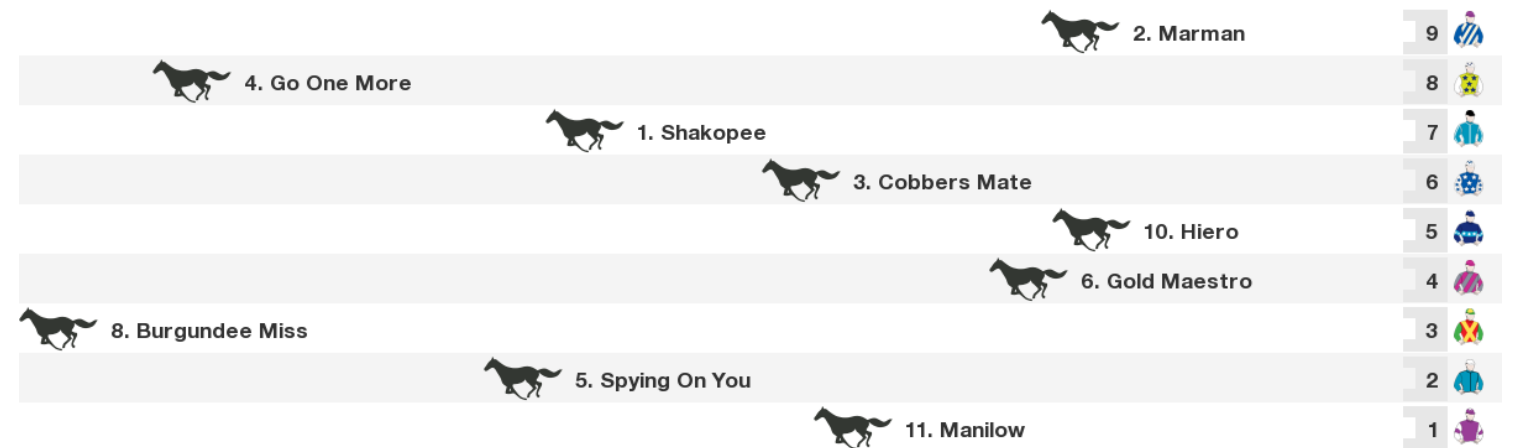 2. Marman 9
4. Go One More 8
1. Shakopee 7
3. Cobbers Mate 6
10. Hiero 5
6. Gold Maestro 4
8. Burgundee Miss 3
5. Spying On You 2
11. Manilow 1